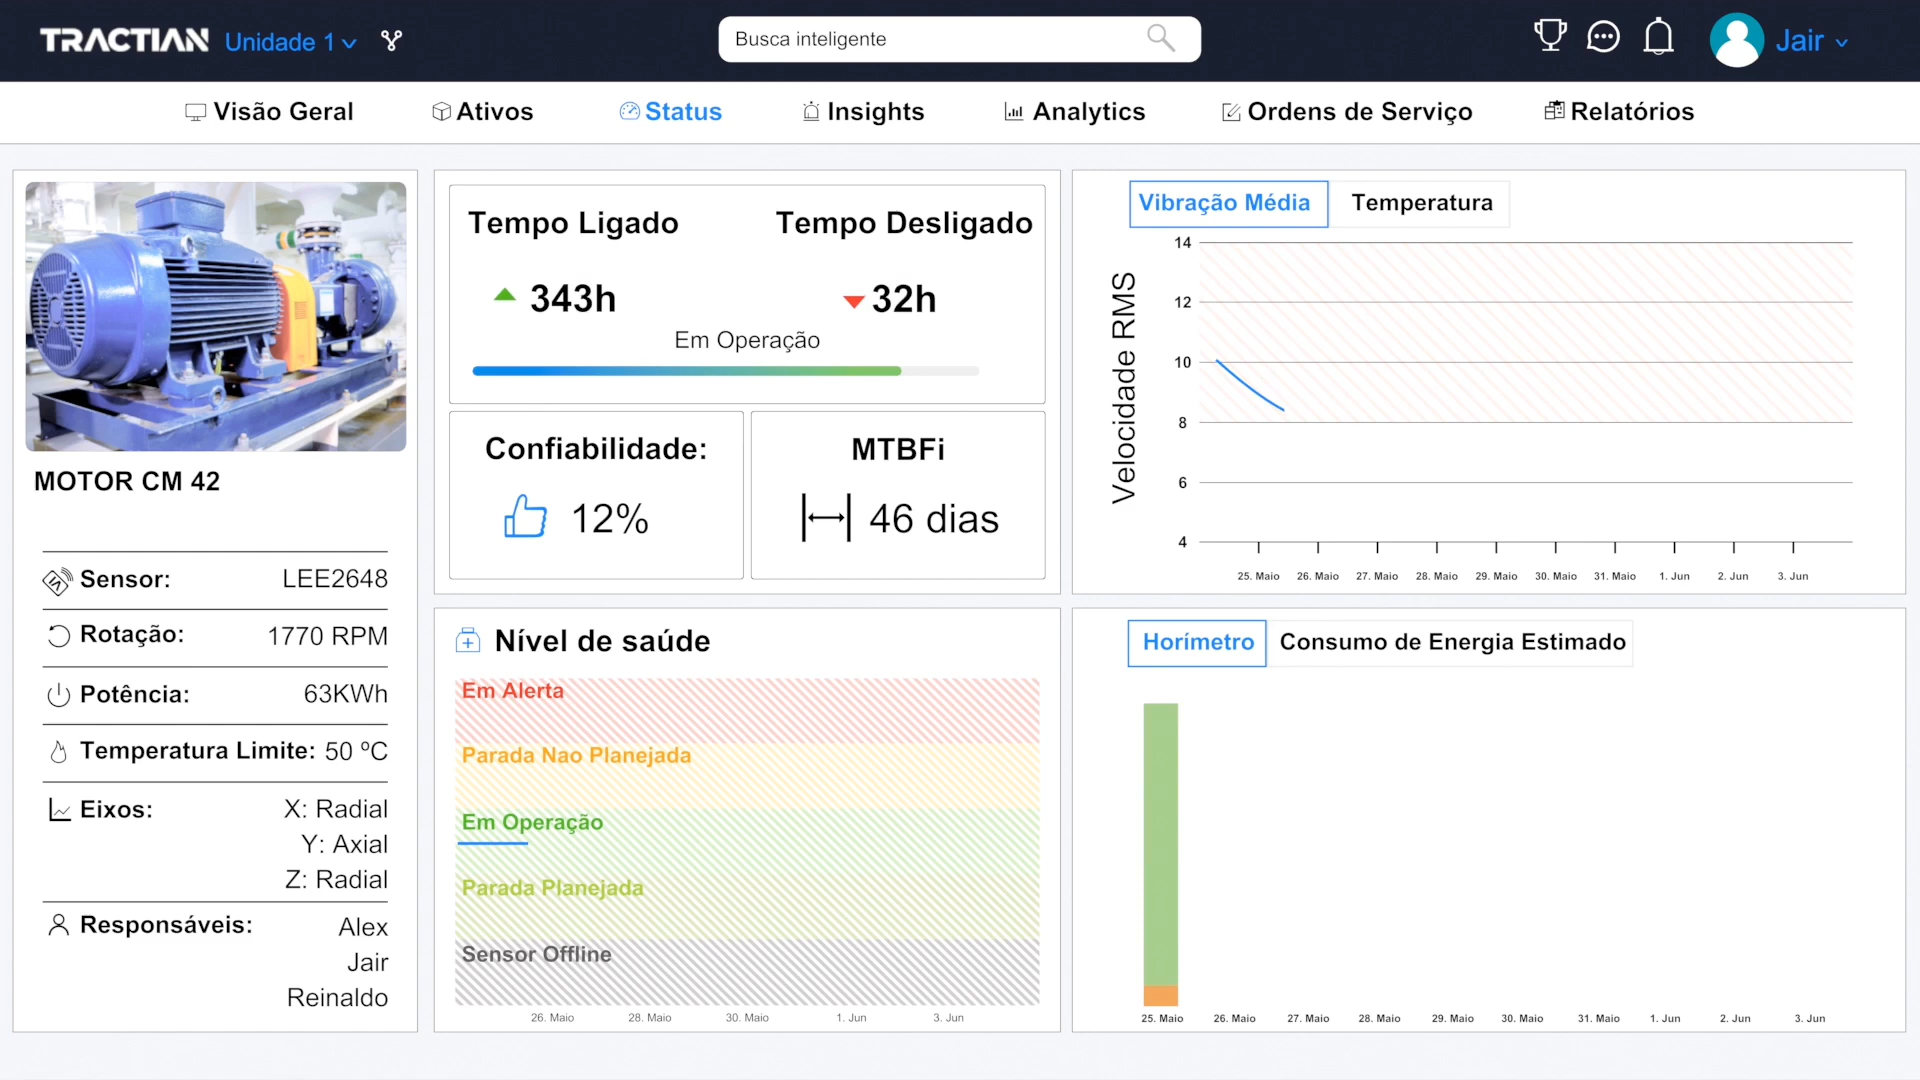 TRACTIAN Unidade 1
Busca inteligente
Jair
Visão Geral
Ativos
Status
Insights
Analytics
Ordens de Serviço
Relatórios
MOTOR CM 42
Sensor: LEE2648
Rotação: 1770 RPM
Potência: 63KWh
Temperatura Limite: 50 ºC
Eixos: X: Radial
Y: Axial
Z: Radial
Responsáveis: Alex
Jair
Reinaldo
Tempo Ligado
Tempo Desligado
343h
32h
Em Operação
Confiabilidade:
12%
MTBFi
46 dias
Nível de saúde
Em Alerta
Parada Nao Planejada
Em Operação
Parada Planejada
Sensor Offline
26. Maio 28. Maio 30. Maio 1. Jun 3. Jun
Vibração Média
Temperatura
Velocidade RMS
14
12
10
8
6
4
25. Maio 26. Maio 27. Maio 28. Maio 29. Maio 30. Maio 31. Maio 1. Jun 2. Jun 3. Jun
Horímetro
Consumo de Energia Estimado
25. Maio 26. Maio 27. Maio 28. Maio 29. Maio 30. Maio 31. Maio 1. Jun 2. Jun 3. Jun